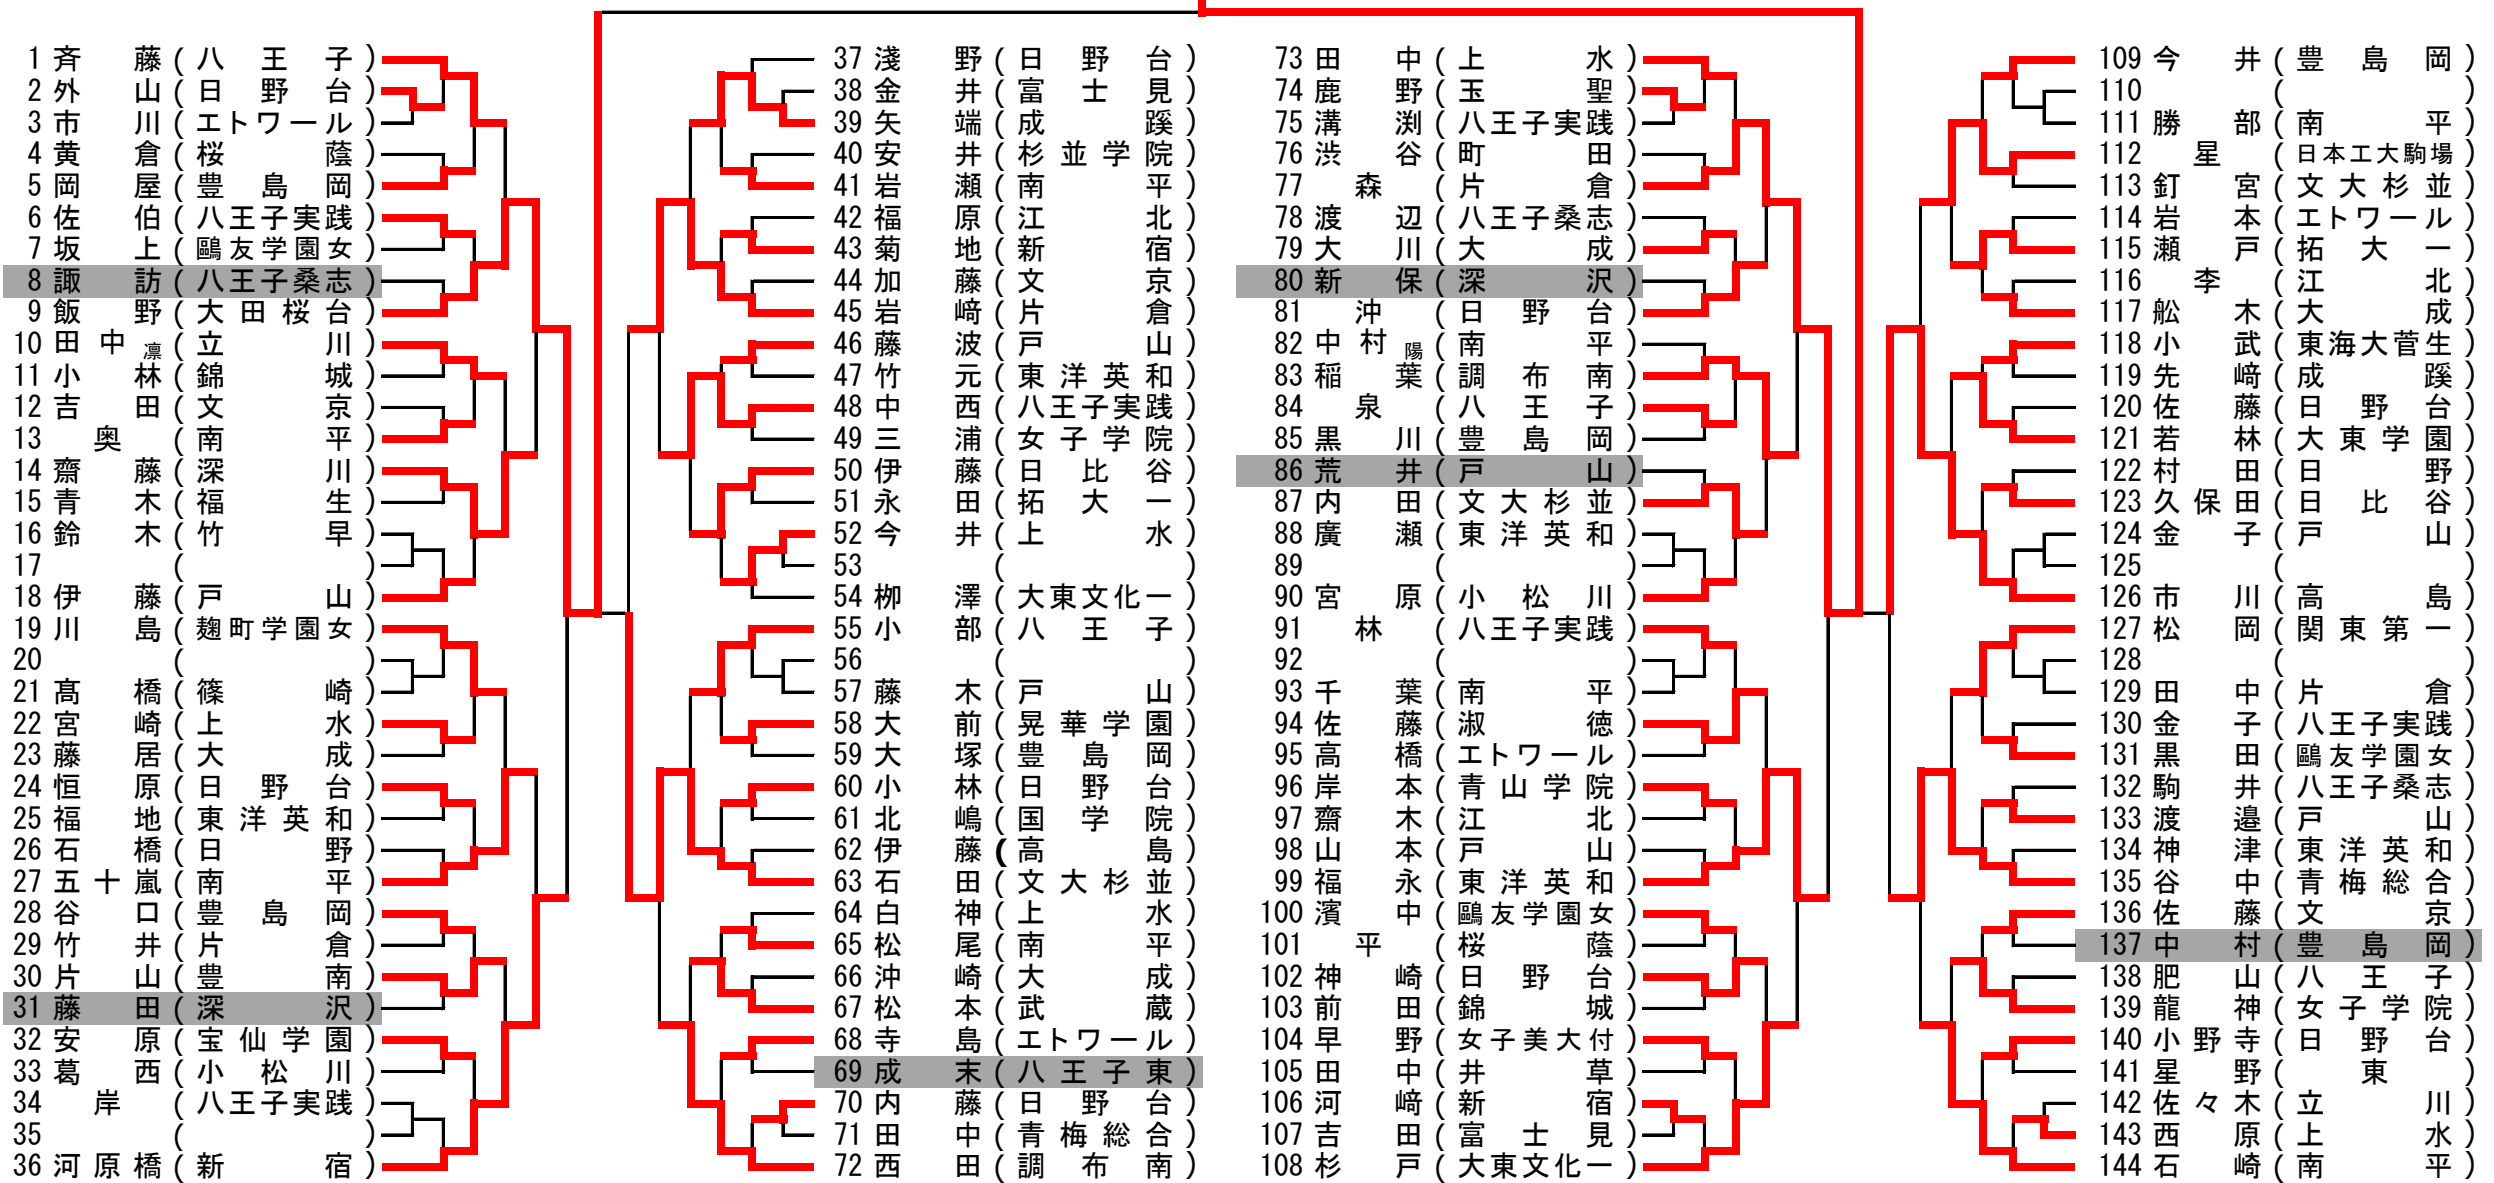 1 斉藤 (八王子)
2 外山 (日野台)
3 市川 (エトワール)
4 黄倉 (桜蔭)
5 岡屋 (豊島岡)
6 佐伯 (八王子実践)
7 坂上 (鷗友学園女)
8 諏訪 (八王子桑志)
9 飯野 (大田桜台)
10 田中凛 (立川)
11 小林 (錦城)
12 吉田 (文京)
13 奥 (南平)
14 齋藤 (深川)
15 青木 (福生)
16 鈴木 (竹早)
17 ( )
18 伊藤 (戸山)
19 川島 (麹町学園女)
20 ( )
21 髙橋 (篠崎)
22 宮崎 (上水)
23 藤居 (大成)
24 恒原 (日野台)
25 福地 (東洋英和)
26 石橋 (日野)
27 五十嵐 (南平)
28 谷口 (豊島岡)
29 竹井 (片倉)
30 片山 (豊南)
31 藤田 (深沢)
32 安原 (宝仙学園)
33 葛西 (小松川)
34 岸 (八王子実践)
35 ( )
36 河原橋 (新宿)
37 淺野 (日野台)
38 金井 (富士見)
39 矢端 (成蹊)
40 安井 (杉並学院)
41 岩瀬 (南平)
42 福原 (江北)
43 菊地 (新宿)
44 加藤 (文京)
45 岩﨑 (片倉)
46 藤波 (戸山)
47 竹元 (東洋英和)
48 中西 (八王子実践)
49 三浦 (女子学院)
50 伊藤 (日比谷)
51 永田 (拓大一)
52 今井 (上水)
53 ( )
54 栁澤 (大東文化一)
55 小部 (八王子)
56 ( )
57 藤木 (戸山)
58 大前 (晃華学園)
59 大塚 (豊島岡)
60 小林 (日野台)
61 北嶋 (国学院)
62 伊藤 (高島)
63 石田 (文大杉並)
64 白神 (上水)
65 松尾 (南平)
66 沖崎 (大成)
67 松本 (武蔵)
68 寺島 (エトワール)
69 成末 (八王子東)
70 内藤 (日野台)
71 田中 (青梅総合)
72 西田 (調布南)
73 田中 (上水)
74 鹿野 (玉聖)
75 溝渕 (八王子実践)
76 渋谷 (町田)
77 森 (片倉)
78 渡辺 (八王子桑志)
79 大川 (大成)
80 新保 (深沢)
81 沖 (日野台)
82 中村陽 (南平)
83 稲葉 (調布南)
84 泉 (八王子)
85 黒川 (豊島岡)
86 荒井 (戸山)
87 内田 (文大杉並)
88 廣瀬 (東洋英和)
89 ( )
90 宮原 (小松川)
91 林 (八王子実践)
92 ( )
93 千葉 (南平)
94 佐藤 (淑徳)
95 高橋 (エトワール)
96 岸本 (青山学院)
97 齋木 (江北)
98 山本 (戸山)
99 福永 (東洋英和)
100 濱中 (鷗友学園女)
101 平 (桜蔭)
102 神崎 (日野台)
103 前田 (錦城)
104 早野 (女子美大付)
105 田中 (井草)
106 河﨑 (新宿)
107 吉田 (富士見)
108 杉戸 (大東文化一)
109 今井 (豊島岡)
110 ( )
111 勝部 (南平)
112 星 (日本工大駒場)
113 釘宮 (文大杉並)
114 岩本 (エトワール)
115 瀬戸 (拓大一)
116 李 (江北)
117 舩木 (大成)
118 小武 (東海大菅生)
119 先﨑 (成蹊)
120 佐藤 (日野台)
121 若林 (大東学園)
122 村田 (日野)
123 久保田 (日比谷)
124 金子 (戸山)
125 ( )
126 市川 (高島)
127 松岡 (関東第一)
128 ( )
129 田中 (片倉)
130 金子 (八王子実践)
131 黒田 (鷗友学園女)
132 駒井 (八王子桑志)
133 渡邉 (戸山)
134 神津 (東洋英和)
135 谷中 (青梅総合)
136 佐藤 (文京)
137 中村 (豊島岡)
138 肥山 (八王子)
139 龍神 (女子学院)
140 小野寺 (日野台)
141 星野 (東)
142 佐々木 (立川)
143 西原 (上水)
144 石崎 (南平)